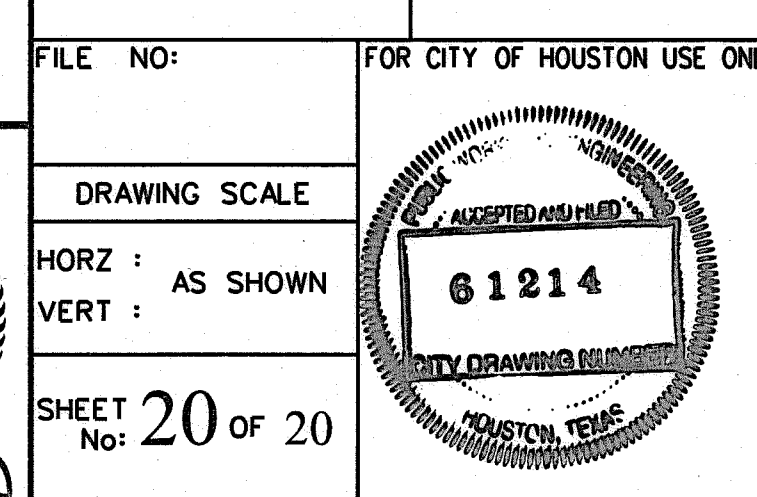 FILE NO:
FOR CITY OF HOUSTON USE
DRAWING SCALE
HORZ :
AS SHOWN
VERT :
SHEET No: 20 OF 20
PUBLIC
ACCEPTED AND FILED
61214
CITY DRAWING NUMBER
HOUSTON, TEXAS